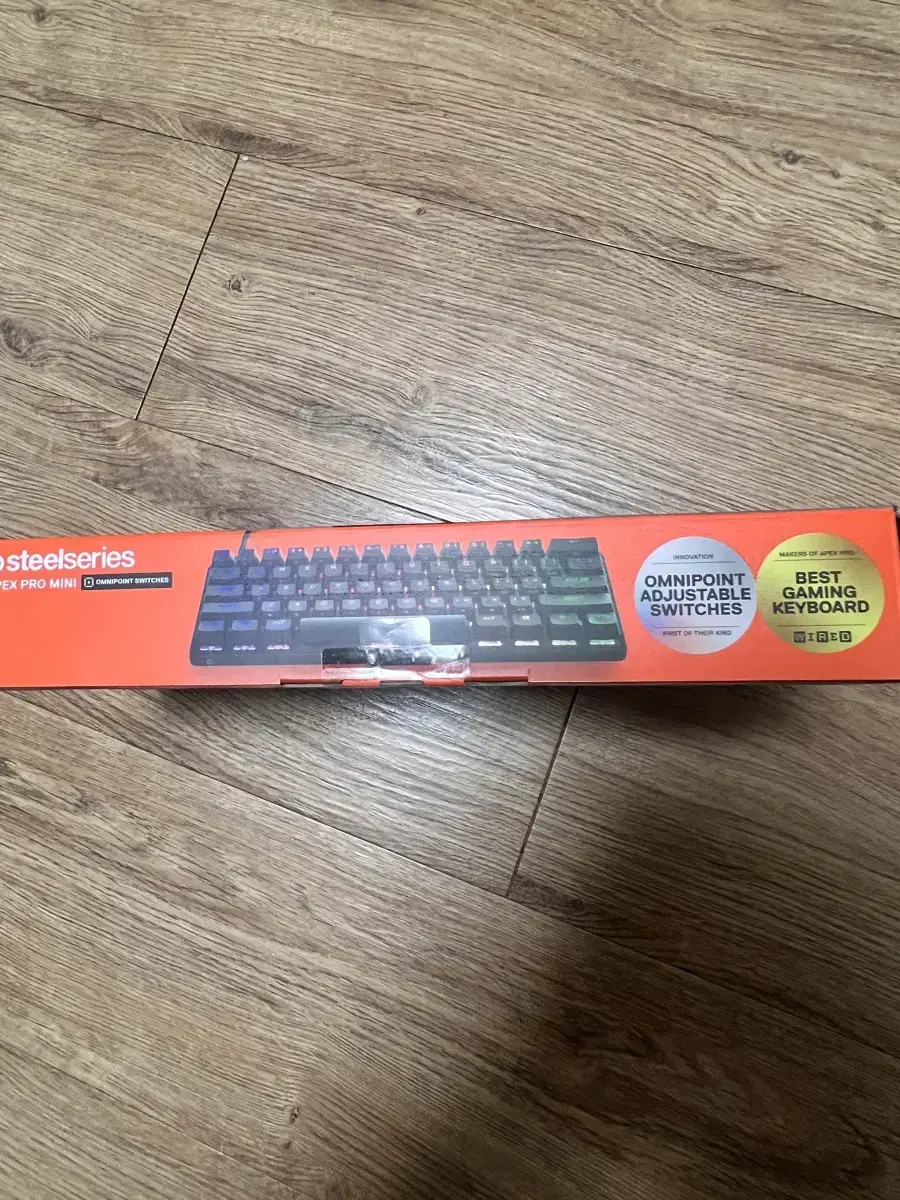 steelseries
PEX PRO MINI OMNIPOINT SWITCHES
INNOVATION
OMNIPOINT
ADJUSTABLE
SWITCHES
FIRST OF THEIR KIND
MAKERS OF APEX PRO
BEST
GAMING
KEYBOARD
WIRED